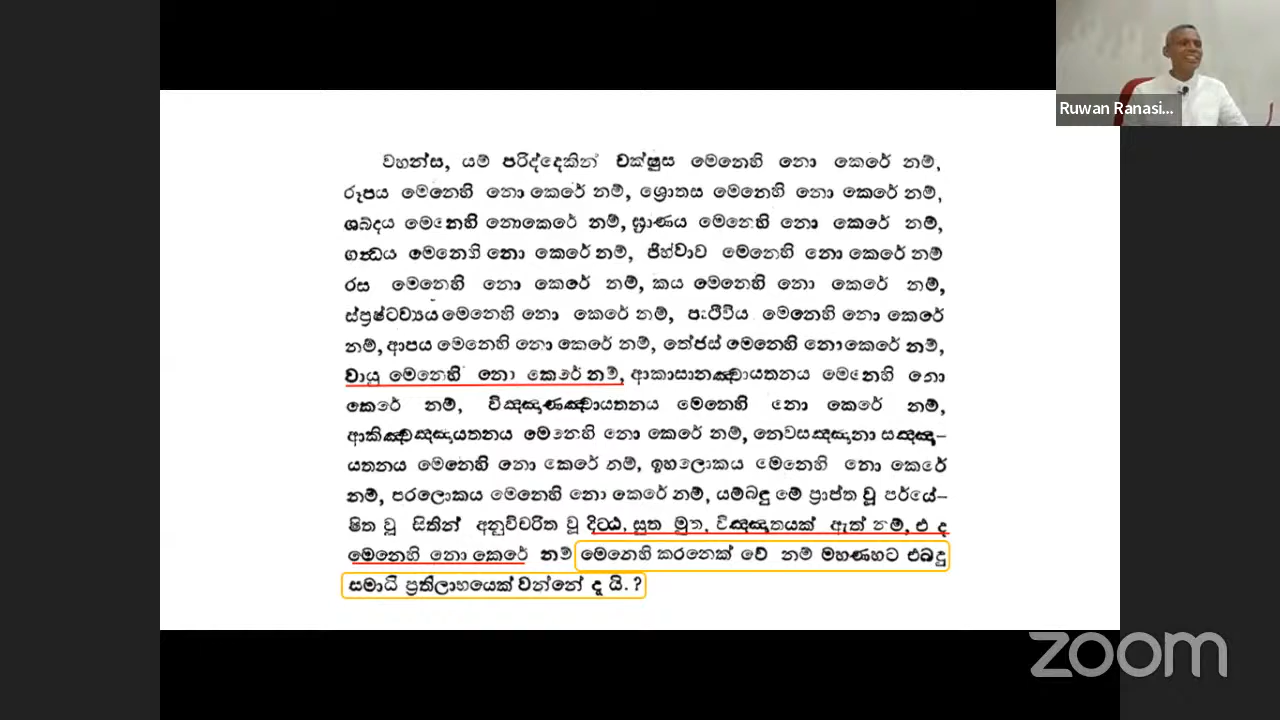 Ruwan Ranasi...
වහන්ස, යම් පරිද්දෙකින් චක්ෂුස මෙනෙහි නො කෙරේ නම්,
රූපය මෙනෙහි නො කෙරේ නම්, ශ්‍රොතස මෙනෙහි නො කෙරේ නම්,
ශබ්දය මෙනෙහි නොකෙරේ නම්, ඝ්‍රාණය මෙනෙහි නො කෙරේ නම්,
ගන්‍ධය මෙනෙහි නො කෙරේ නම්, ජිහ්වාව මෙනෙහි නො කෙරේ නම්
රස මෙනෙහි නො කෙරේ නම්, කය මෙනෙහි නො කෙරේ නම්,
ස්ප්‍රෂ්ටව්‍යය මෙනෙහි නො කෙරේ නම්, පඨවිය මෙනෙහි නො කෙරේ
නම්, ආපය මෙනෙහි නො කෙරේ නම්, තේජස් මෙනෙහි නොකෙරේ නම්,
වායු මෙනෙහි නො කෙරේ නම්, ආකාසානඤ්චායතනය මෙනෙහි නො
කෙරේ නම්, විඤ්ඤාණඤ්චායතනය මෙනෙහි නො කෙරේ නම්,
ආකිඤ්චඤ්ඤායතනය මෙනෙහි නො කෙරේ නම්, නෙවසඤ්ඤානා සඤ්ඤා-
යතනය මෙනෙහි නො කෙරේ නම්, ඉහලොකය මෙනෙහි නො කෙරේ
නම්, පරලොකය මෙනෙහි නො කෙරේ නම්, යම්බඳු මේ ප්‍රාප්ත වූ පර්යේ-
ෂිත වූ සිතින් අනුවිචරිත වූ දිට්ඨ, සුත මුත, විඤ්ඤාතයක් ඇත් නම්, එ ද
මෙනෙහි නො කෙරේ නම් මෙනෙහි කරනෙක් වේ නම් මහණහට එබඳු
සමාධි ප්‍රතිලාභයෙක් වන්නේ දැ යි.?
zoom